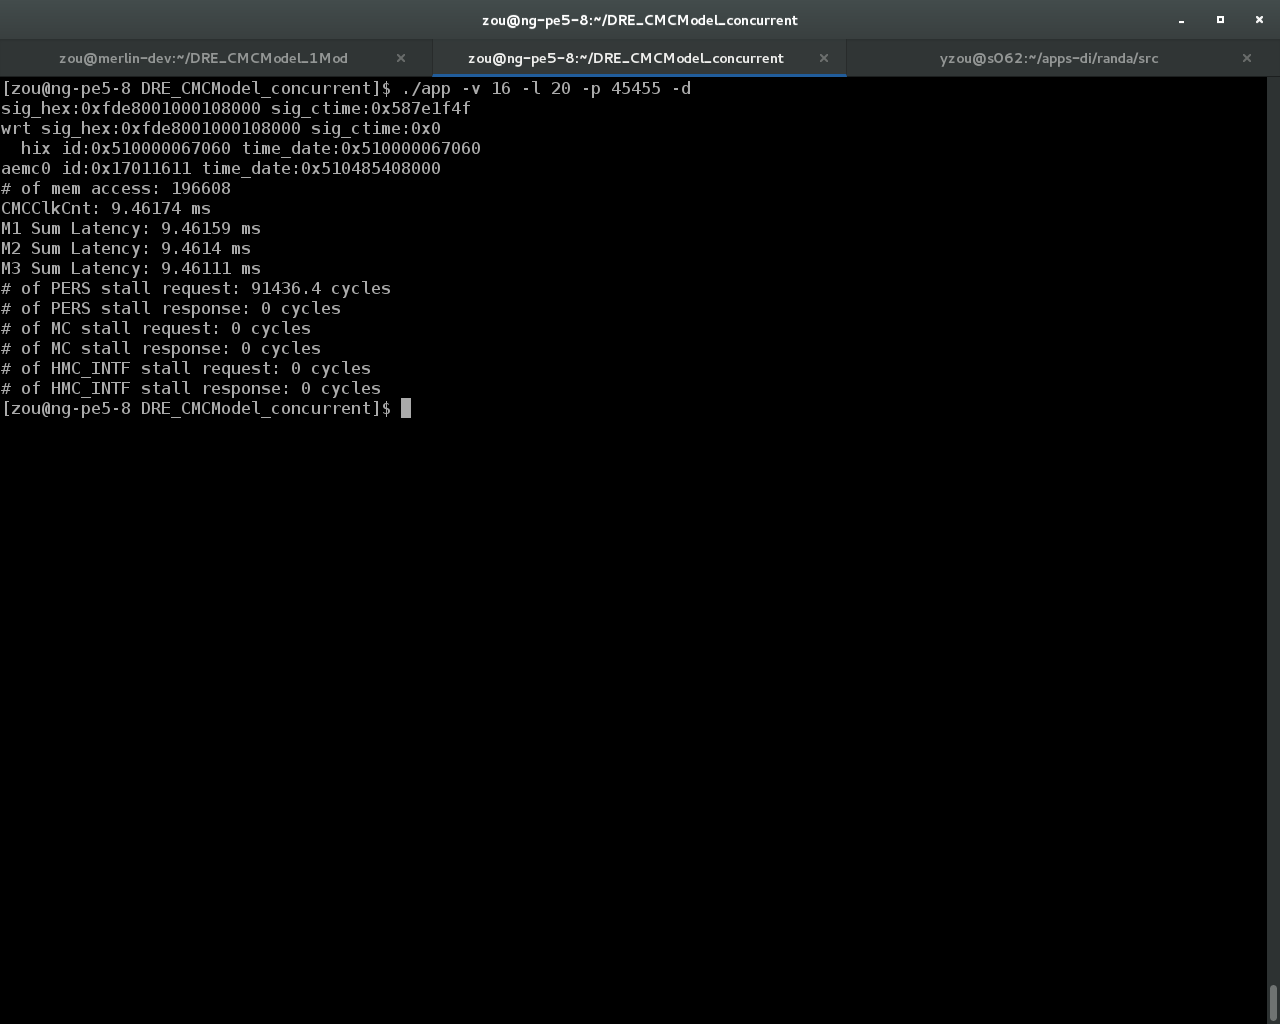 zou@ng-pe5-8:~/DRE_CMCModel_concurrent
zou@merlin-dev:~/DRE_CMCModel_1Mod
zou@ng-pe5-8:~/DRE_CMCModel_concurrent
yzou@s062:~/apps-di/randa/src
[zou@ng-pe5-8 DRE_CMCModel_concurrent]$ ./app -v 16 -l 20 -p 45455 -d
sig_hex:0xfde8001000108000 sig_ctime:0x587e1f4f
wrt sig_hex:0xfde8001000108000 sig_ctime:0x0
  hix id:0x510000067060 time_date:0x510000067060
aemc0 id:0x17011611 time_date:0x510485408000
# of mem access: 196608
CMCClkCnt: 9.46174 ms
M1 Sum Latency: 9.46159 ms
M2 Sum Latency: 9.4614 ms
M3 Sum Latency: 9.46111 ms
# of PERS stall request: 91436.4 cycles
# of PERS stall response: 0 cycles
# of MC stall request: 0 cycles
# of MC stall response: 0 cycles
# of HMC_INTF stall request: 0 cycles
# of HMC_INTF stall response: 0 cycles
[zou@ng-pe5-8 DRE_CMCModel_concurrent]$